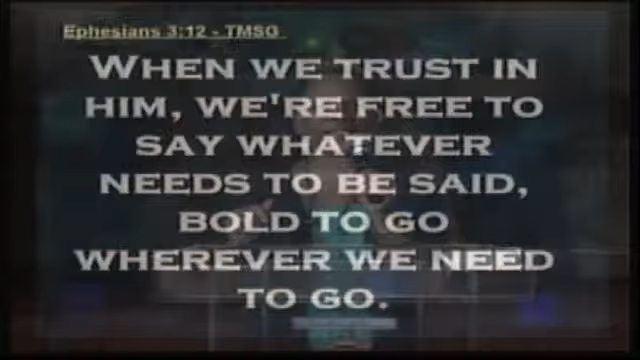 Ephesians 3:12 - TMSG
WHEN WE TRUST IN
HIM, WE'RE FREE TO
SAY WHATEVER
NEEDS TO BE SAID,
BOLD TO GO
WHEREVER WE NEED
TO GO.